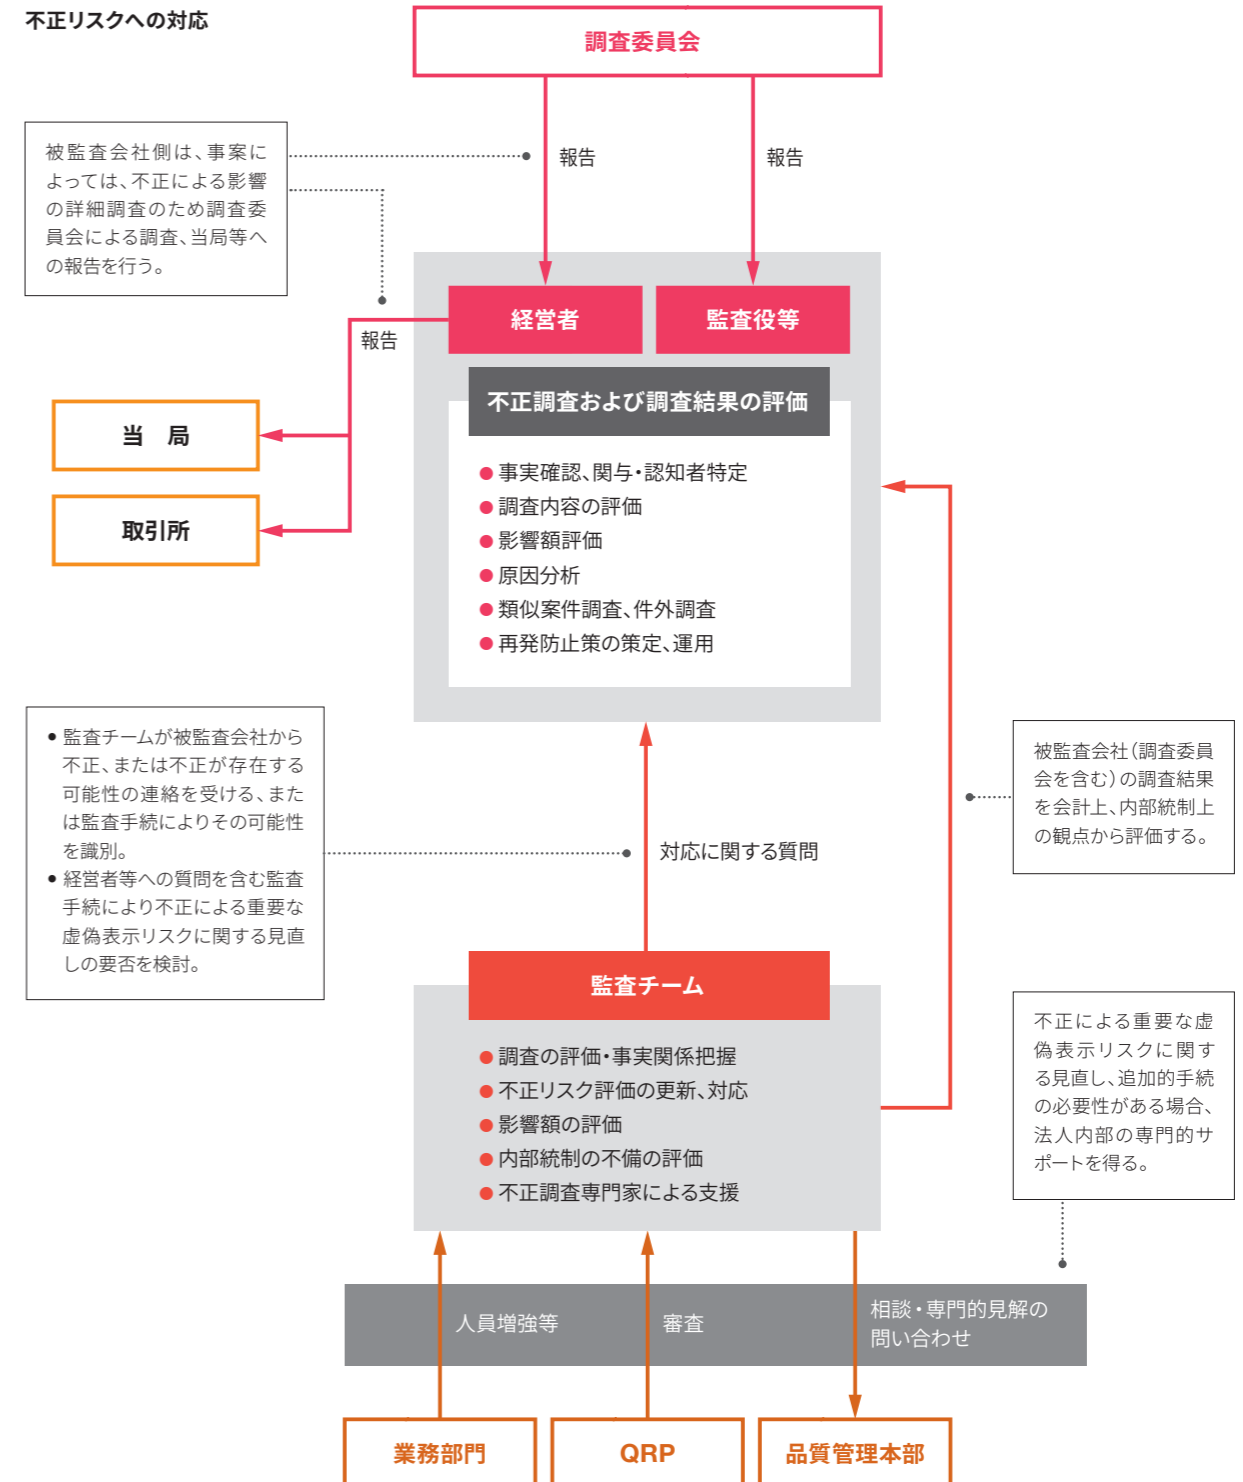 不正リスクへの対応
調査委員会
被監査会社側は、事案に
よっては、不正による影響
の詳細調査のため調査委
員会による調査、当局等へ
の報告を行う。
報告
報告
経営者
監査役等
報告
不正調査および調査結果の評価
当　局
取引所
●事実確認、関与・認知者特定
●調査内容の評価
●影響額評価
●原因分析
●類似案件調査、件外調査
●再発防止策の策定、運用
●監査チームが被監査会社から
不正、または不正が存在する
可能性の連絡を受ける、また
は監査手続によりその可能性
を識別。
●経営者等への質問を含む監査
手続により不正による重要な
虚偽表示リスクに関する見直
しの要否を検討。
対応に関する質問
被監査会社（調査委員
会を含む）の調査結果
を会計上、内部統制上
の観点から評価する。
監査チーム
●調査の評価・事実関係把握
●不正リスク評価の更新、対応
●影響額の評価
●内部統制の不備の評価
●不正調査専門家による支援
不正による重要な虚
偽表示リスクに関す
る見直し、追加的手続
の必要性がある場合、
法人内部の専門的サ
ポートを得る。
人員増強等
審査
相談・専門的見解の
問い合わせ
業務部門
QRP
品質管理本部